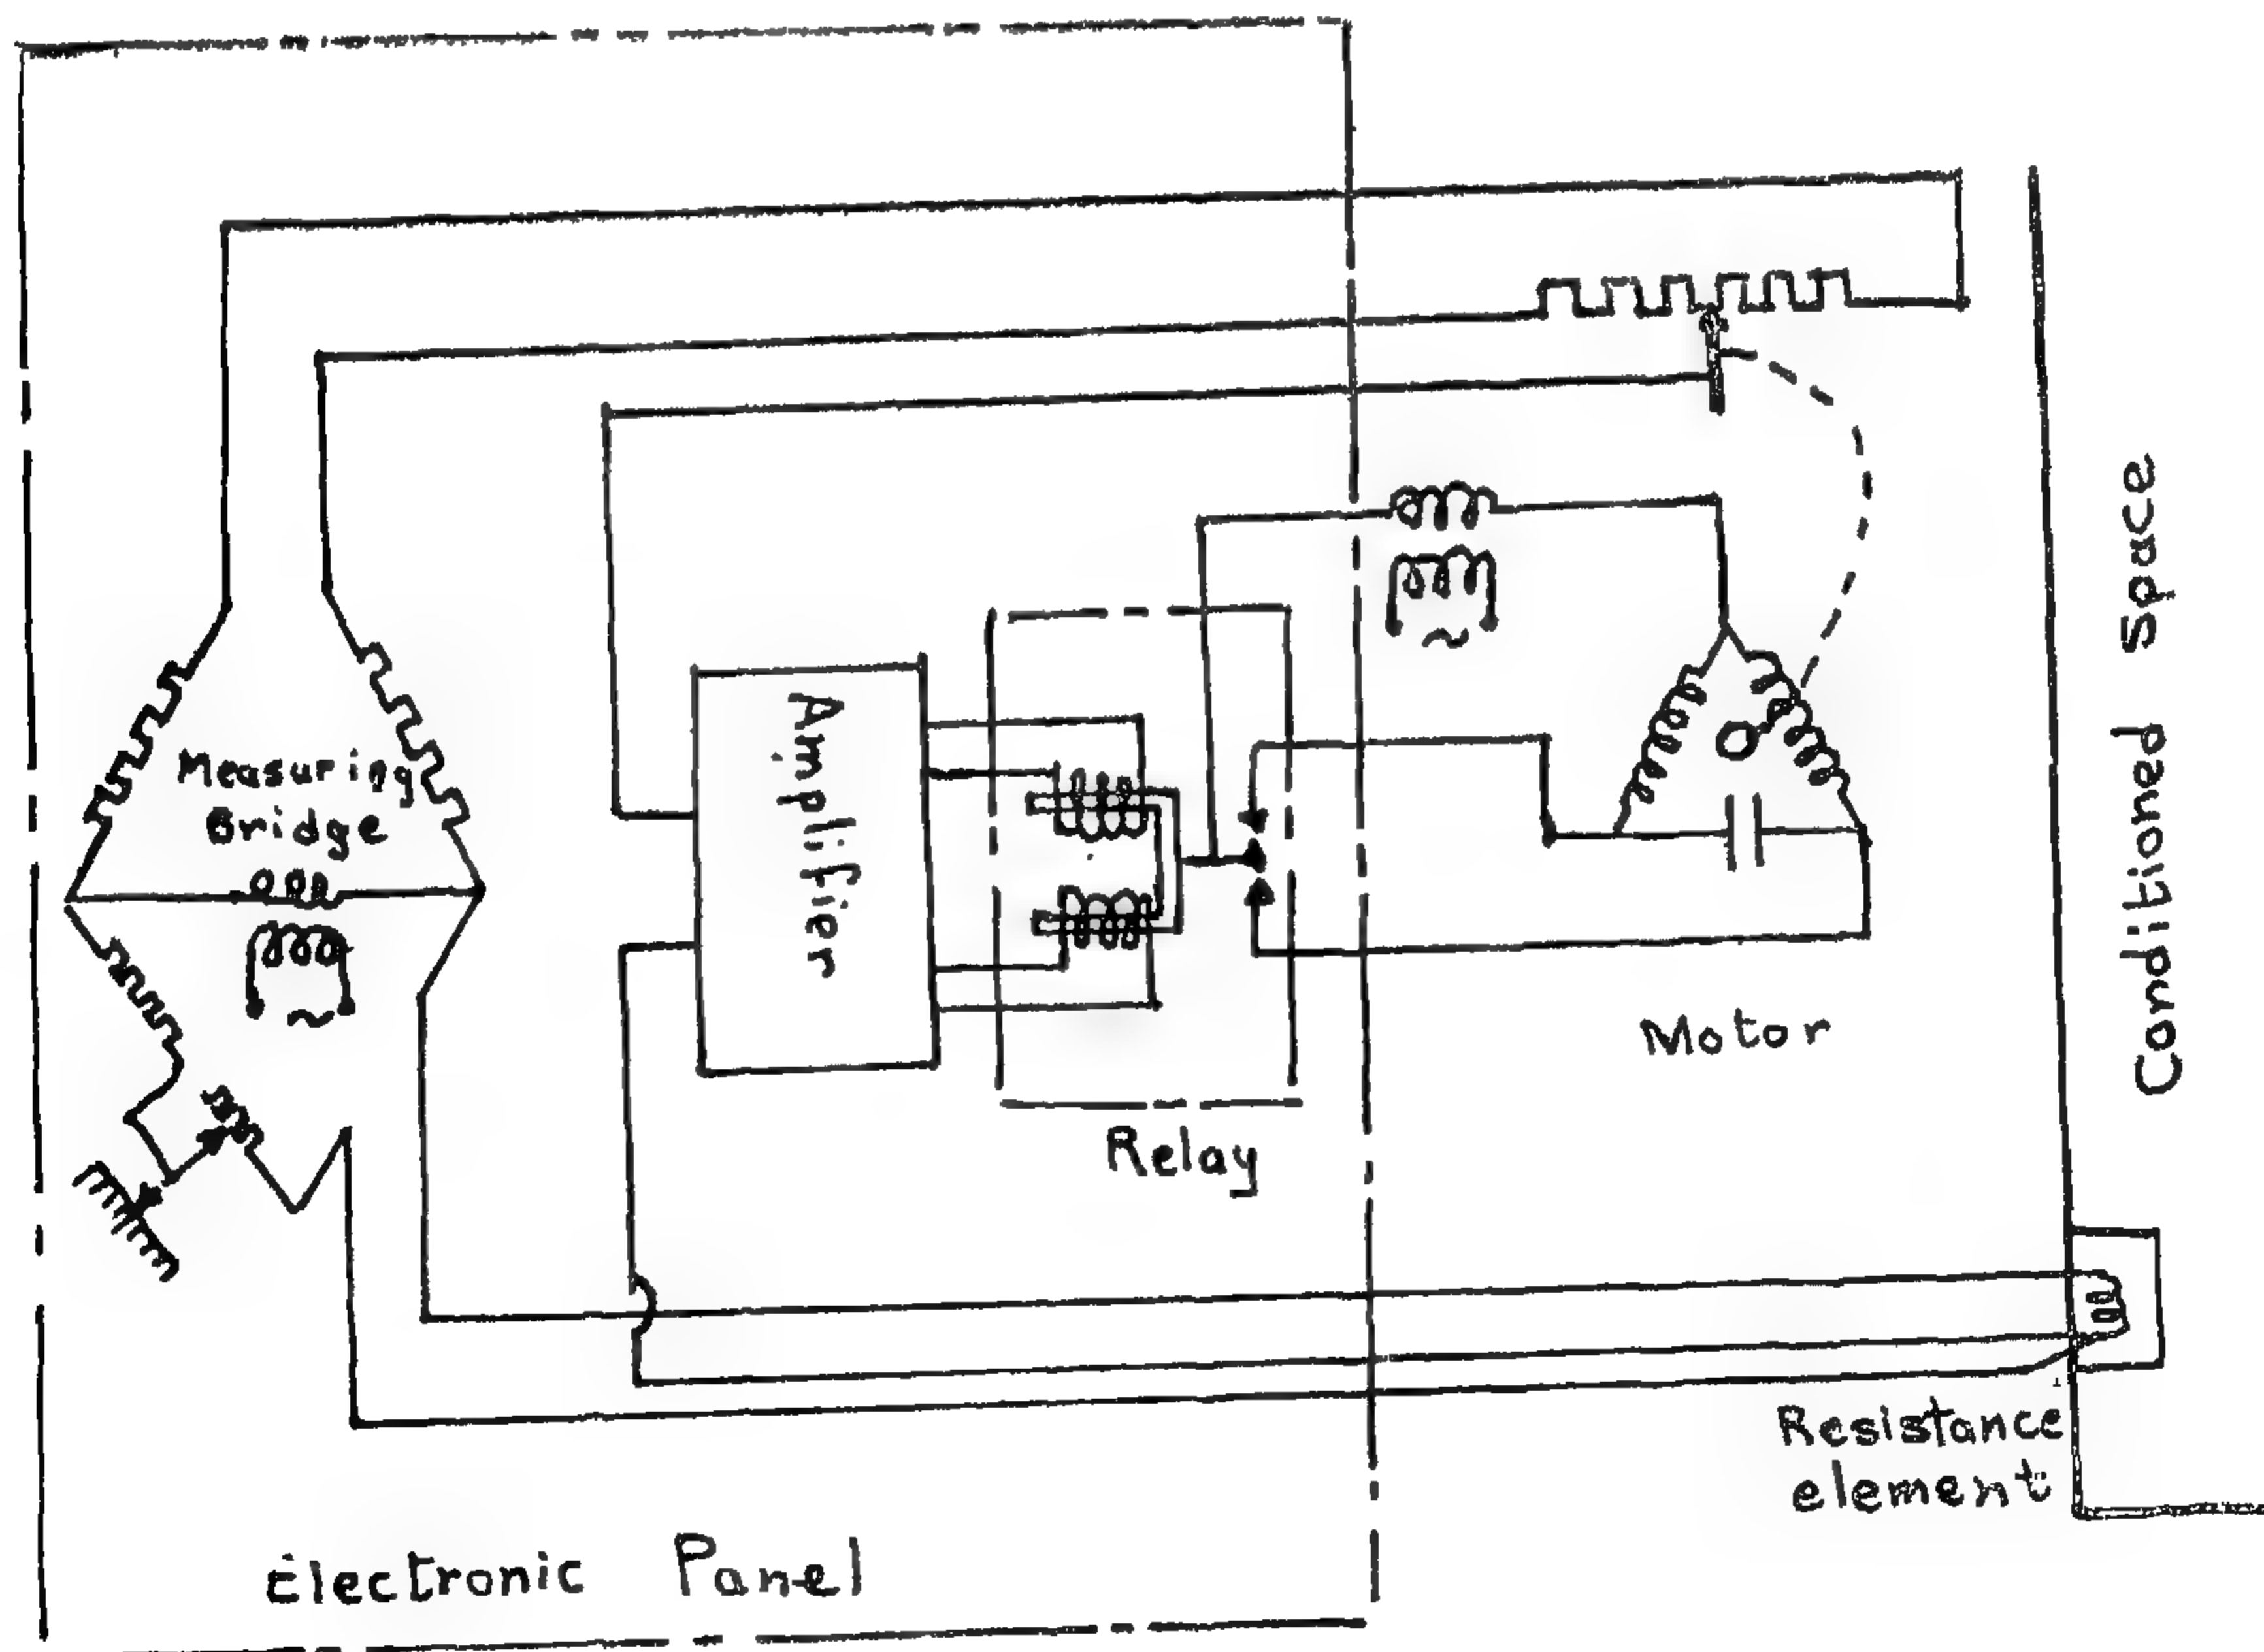 Measuring
Bridge
Amplifier
Relay
Motor
Conditioned Space
Resistance
element
Electronic Panel